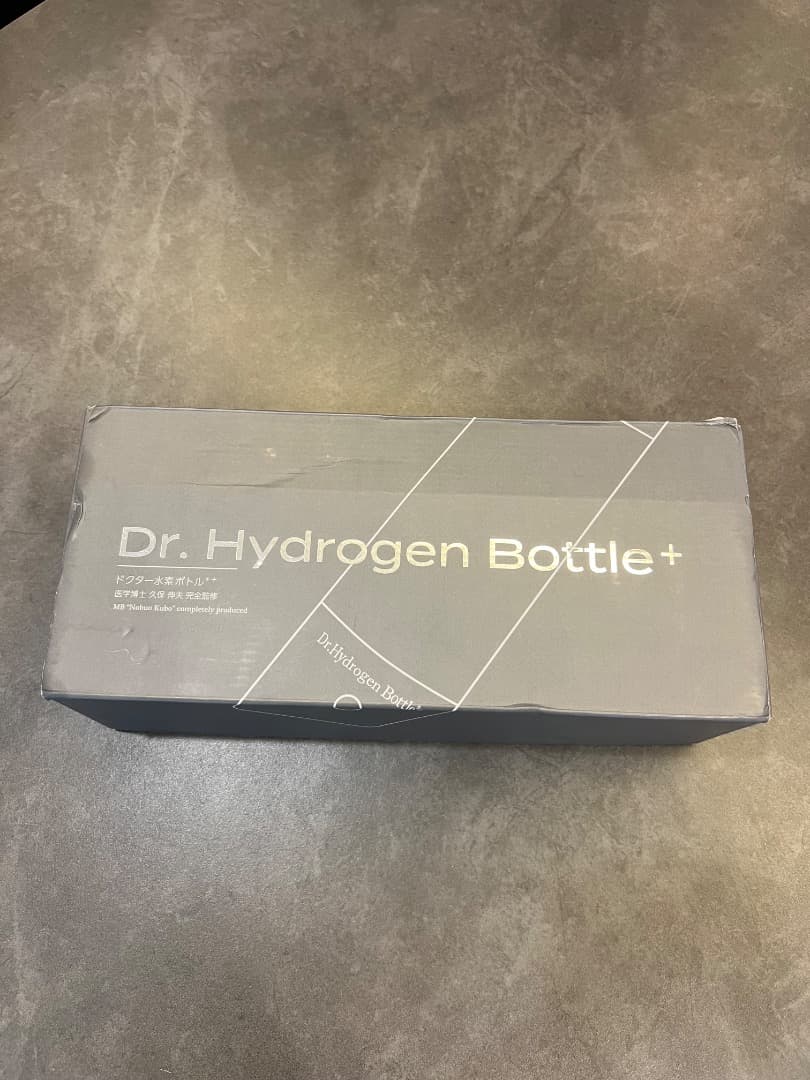 Dr. Hydrogen Bottle⁺
ドクター水素ボトル⁺⁺
医学博士 久保 伸夫 完全監修
MB "Nobuo Kubo" completely produced
Dr.Hydrogen Bottle⁺